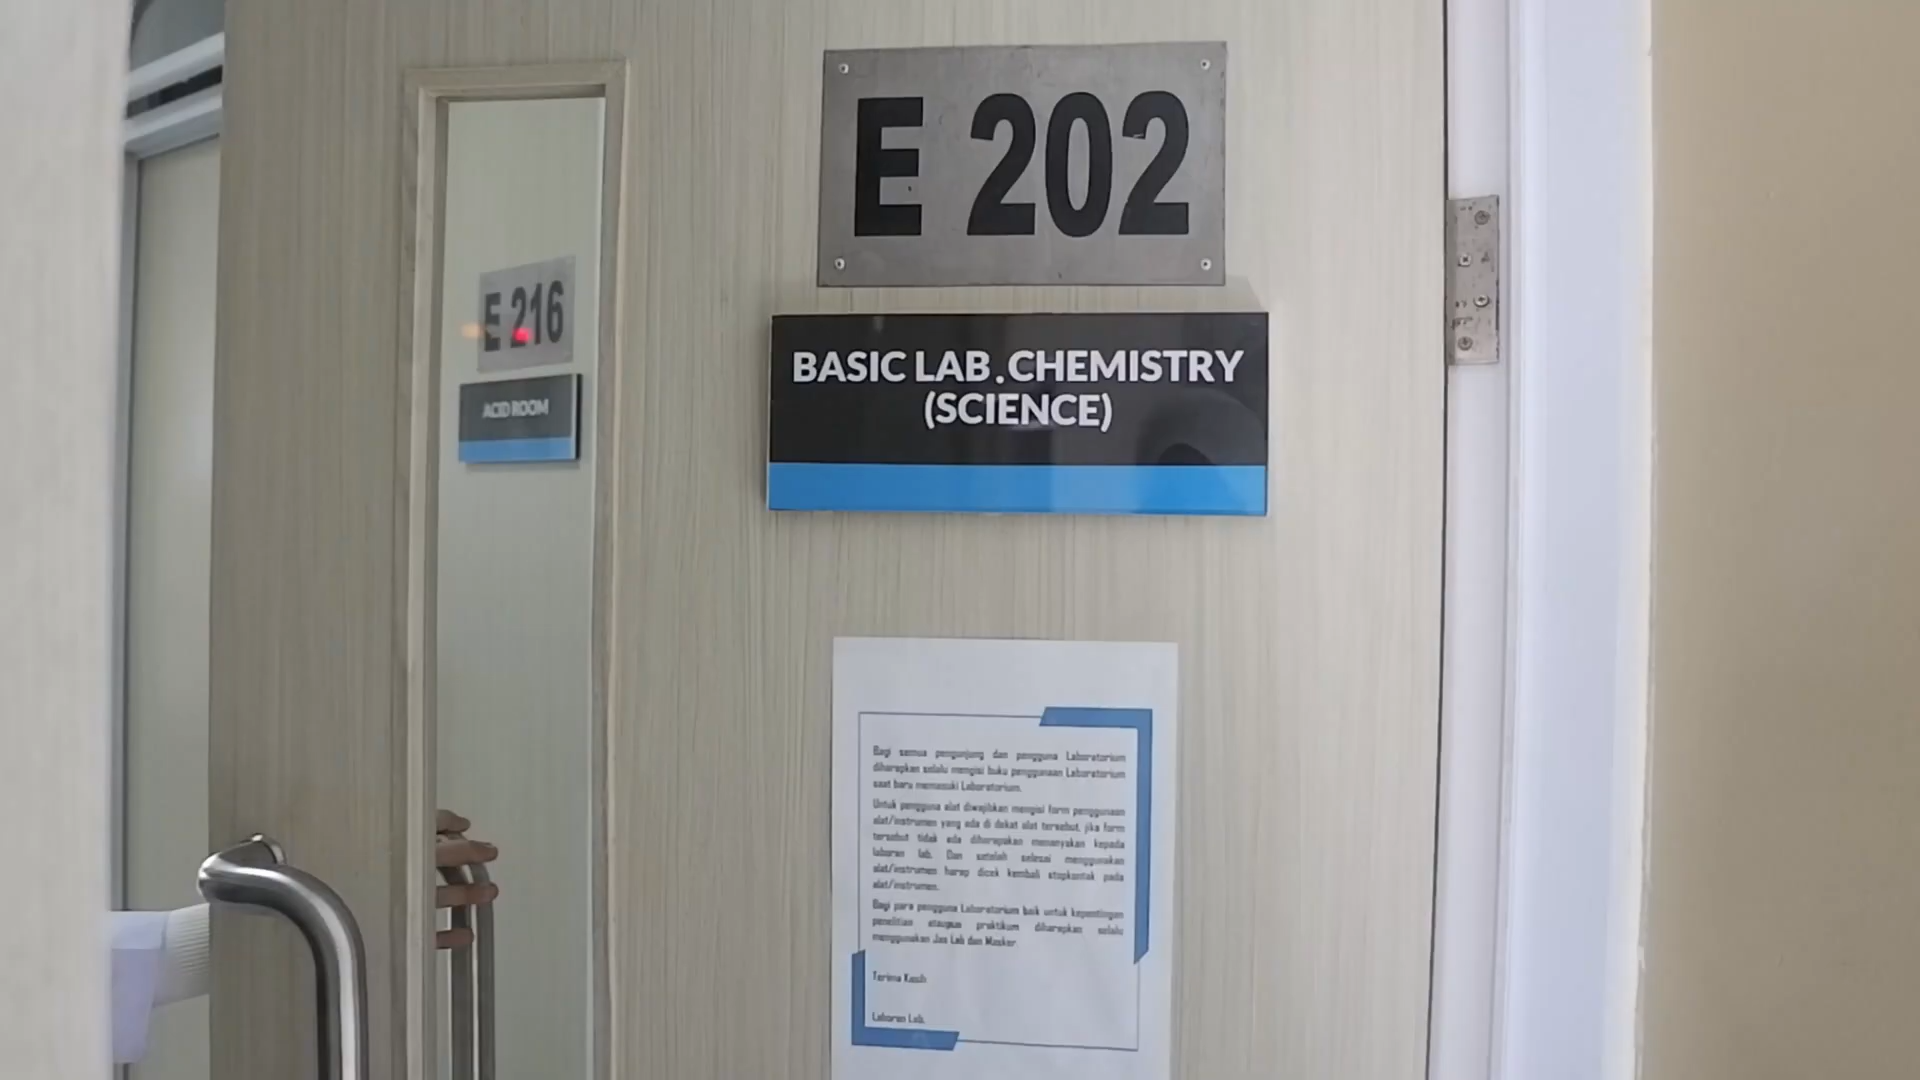 E 202
BASIC LAB.CHEMISTRY
(SCIENCE)
E 216
ACID ROOM
Bagi semua pengunjung dan pengguna Laboratorium
diharapkan selalu mengisi buku penggunaan Laboratorium
saat baru memasuki Laboratorium.
Untuk pengguna alat diwajibkan mengisi form penggunaan
alat/instrumen yang ada di dekat alat tersebut, jika form
tersebut tidak ada diharapakan menanyakan kepada
laboran lab. Dan setelah selesai menggunakan
alat/instrumen harap dicek kembali stopkontak pada
alat/instrumen.
Bagi para pengguna Laboratorium baik untuk kepentingan
penelitian ataupun praktikum diharapkan selalu
menggunakan Jas Lab dan Masker.
Terima Kasih
Laboran Lab.